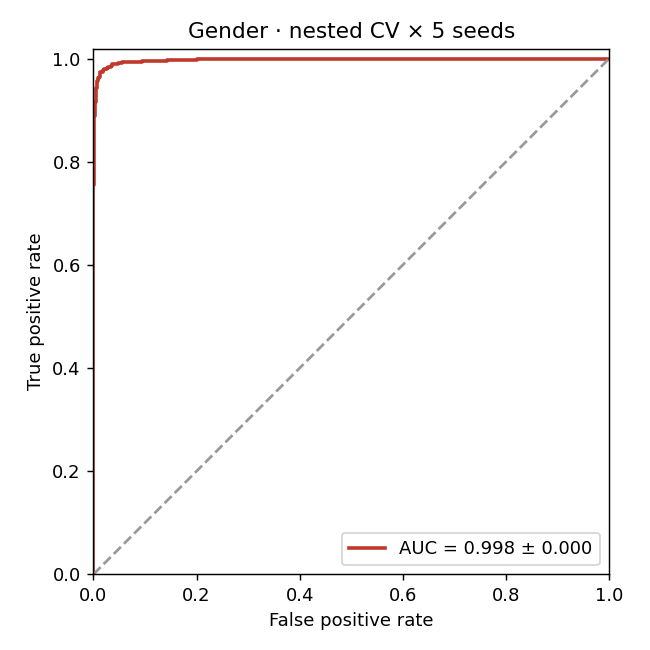 Gender · nested CV × 5 seeds
True positive rate
1.0
0.8
0.6
0.4
0.2
0.0
AUC = 0.998 ± 0.000
0.0 0.2 0.4 0.6 0.8 1.0
False positive rate